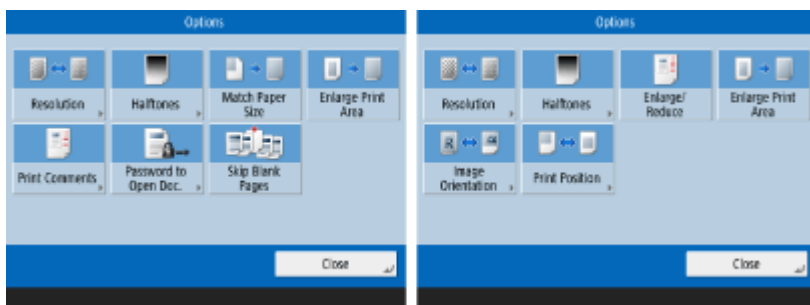 Options
Resolution
Halftones
Match Paper
Size
Enlarge Print
Area
Print Comments
Password to
Open Doc.
Skip Blank
Pages
Close
Options
Resolution
Halftones
Enlarge/
Reduce
Enlarge Print
Area
Image
Orientation
Print Position
Close